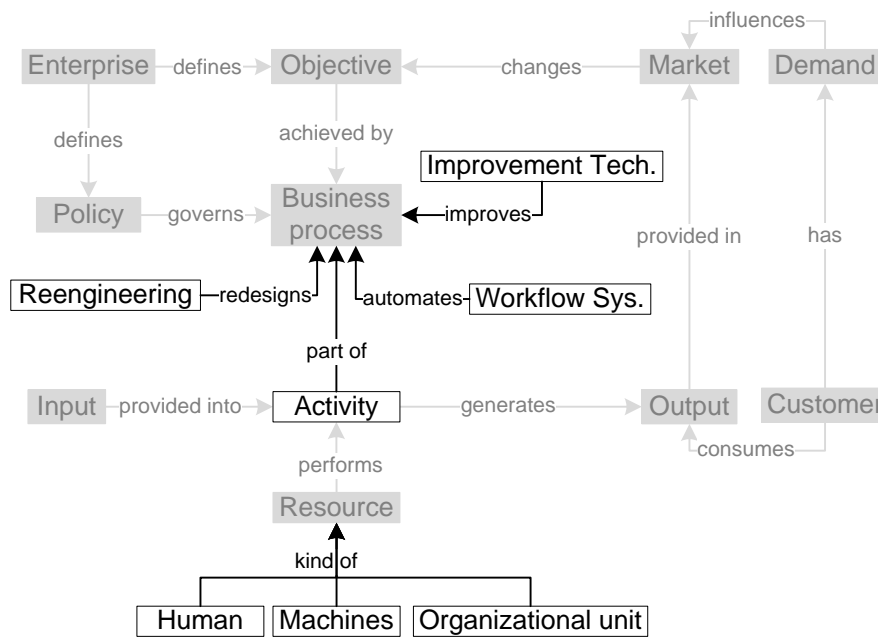 influences
Enterprise defines Objective changes Market Demand
defines achieved by
Improvement Tech.
Policy governs Business process improves
provided in has
Reengineering redesigns automates Workflow Sys.
part of
Input provided into Activity generates Output Customer
performs consumes
Resource
kind of
Human Machines Organizational unit